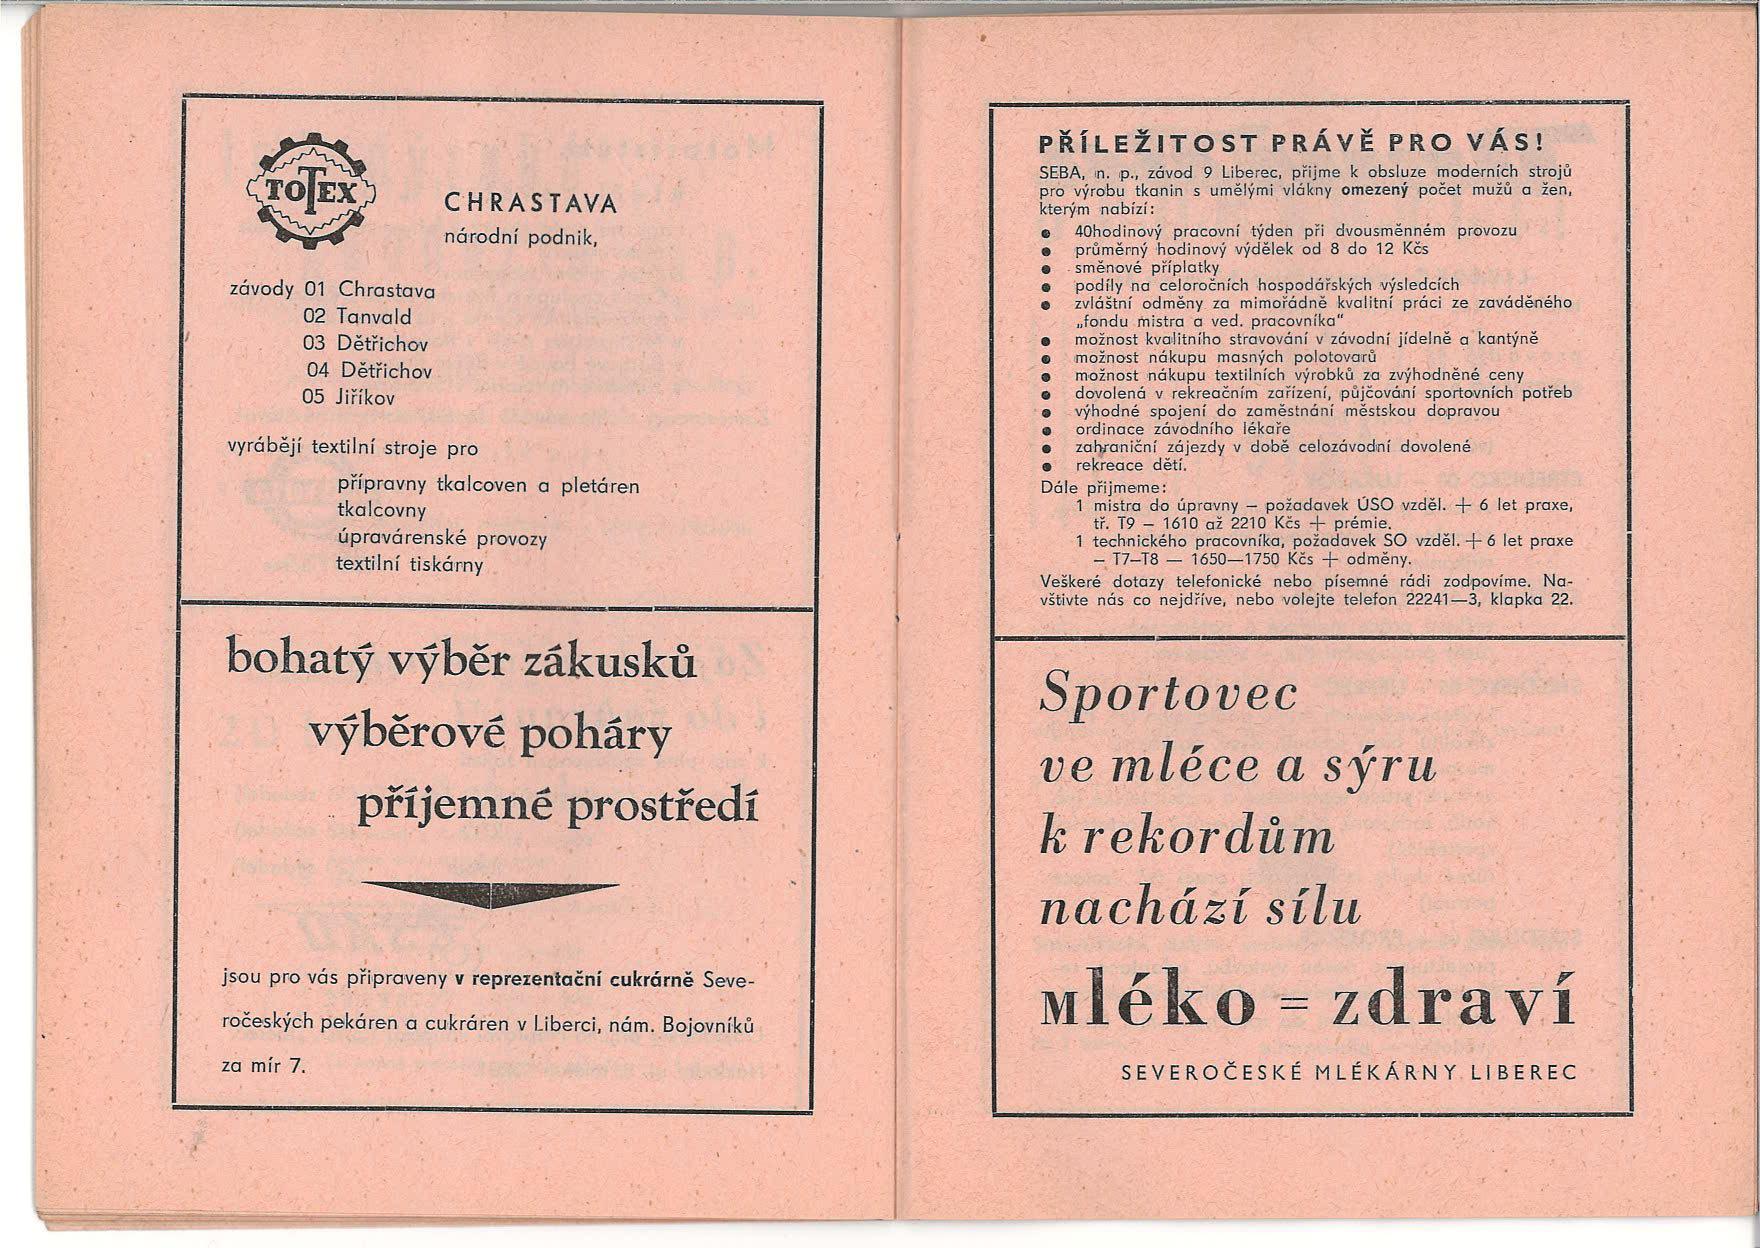 TOTEX
CHRASTAVA
národní podnik,
závody 01 Chrastava
02 Tanvald
03 Dětřichov
04 Dětřichov
05 Jiříkov
vyrábějí textilní stroje pro
přípravny tkalcoven a pletáren
tkalcovny
úpravárenské provozy
textilní tiskárny
bohatý výběr zákusků
výběrové poháry
příjemné prostředí
jsou pro vás připraveny v reprezentační cukrárně Seve-
ročeských pekáren a cukráren v Liberci, nám. Bojovníků
za mír 7.
PŘÍLEŽITOST PRÁVĚ PRO VÁS!
SEBA, n. p., závod 9 Liberec, přijme k obsluze moderních strojů
pro výrobu tkanin s umělými vlákny omezený počet mužů a žen,
kterým nabízí:
● 40hodinový pracovní týden při dvousměnném provozu
● průměrný hodinový výdělek od 8 do 12 Kčs
● směnové příplatky
● podíly na celoročních hospodářských výsledcích
● zvláštní odměny za mimořádně kvalitní práci ze zaváděného
„fondu mistra a ved. pracovníka“
● možnost kvalitního stravování v závodní jídelně a kantýně
● možnost nákupu masných polotovarů
● možnost nákupu textilních výrobků za zvýhodněné ceny
● dovolená v rekreačním zařízení, půjčování sportovních potřeb
● výhodné spojení do zaměstnání městskou dopravou
● ordinace závodního lékaře
● zahraniční zájezdy v době celozávodní dovolené
● rekreace dětí.
Dále přijmeme:
1 mistra do úpravny – požadavek ÚSO vzděl. + 6 let praxe,
tř. T9 – 1610 až 2210 Kčs + prémie.
1 technického pracovníka, požadavek SO vzděl. + 6 let praxe
– T7–T8 – 1650—1750 Kčs + odměny.
Veškeré dotazy telefonické nebo písemné rádi zodpovíme. Na-
vštivte nás co nejdříve, nebo volejte telefon 22241—3, klapka 22.
Sportovec
ve mléce a sýru
k rekordům
nachází sílu
Mléko = zdraví
SEVEROČESKÉ MLÉKÁRNY LIBEREC